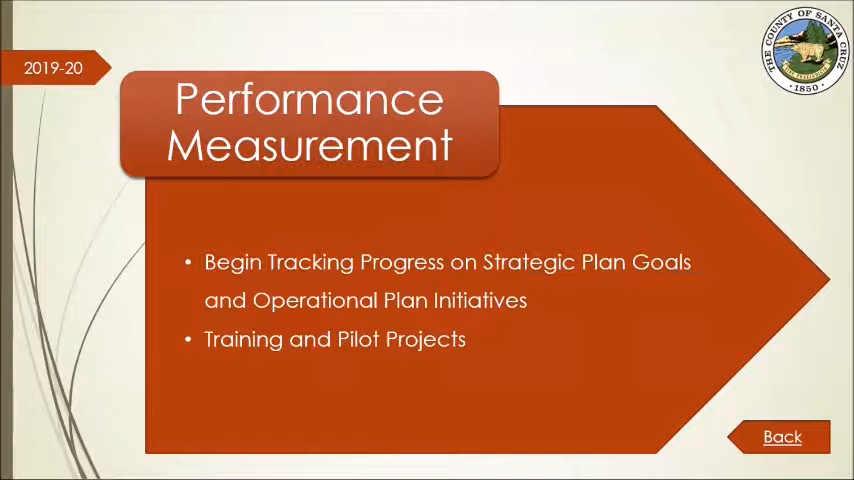 THE COUNTY OF SANTA CRUZ
· 1850 ·
2019-20
Performance
Measurement
• Begin Tracking Progress on Strategic Plan Goals
and Operational Plan Initiatives
• Training and Pilot Projects
Back